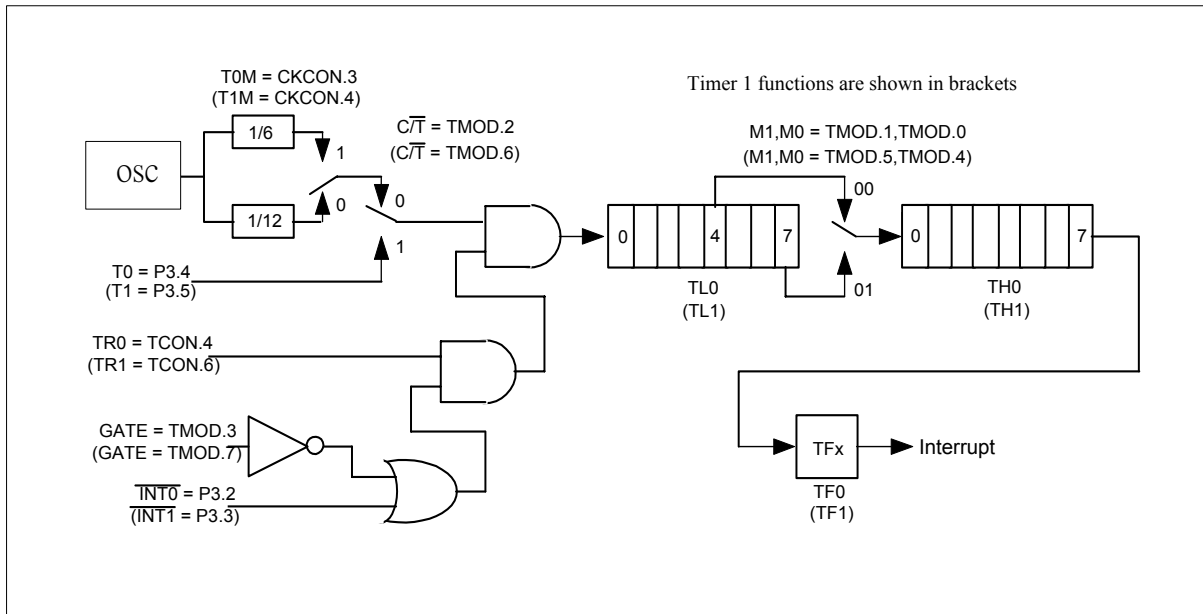 T0M = CKCON.3
(T1M = CKCON.4)
Timer 1 functions are shown in brackets
1/6
OSC
1
0
1/12
C/T̅ = TMOD.2
(C/T̅ = TMOD.6)
0
1
M1,M0 = TMOD.1,TMOD.0
(M1,M0 = TMOD.5,TMOD.4)
00
01
0 4 7
TL0
(TL1)
0 7
TH0
(TH1)
T0 = P3.4
(T1 = P3.5)
TR0 = TCON.4
(TR1 = TCON.6)
GATE = TMOD.3
(GATE = TMOD.7)
I̅N̅T̅0̅ = P3.2
(I̅N̅T̅1̅ = P3.3)
TFx
Interrupt
TF0
(TF1)